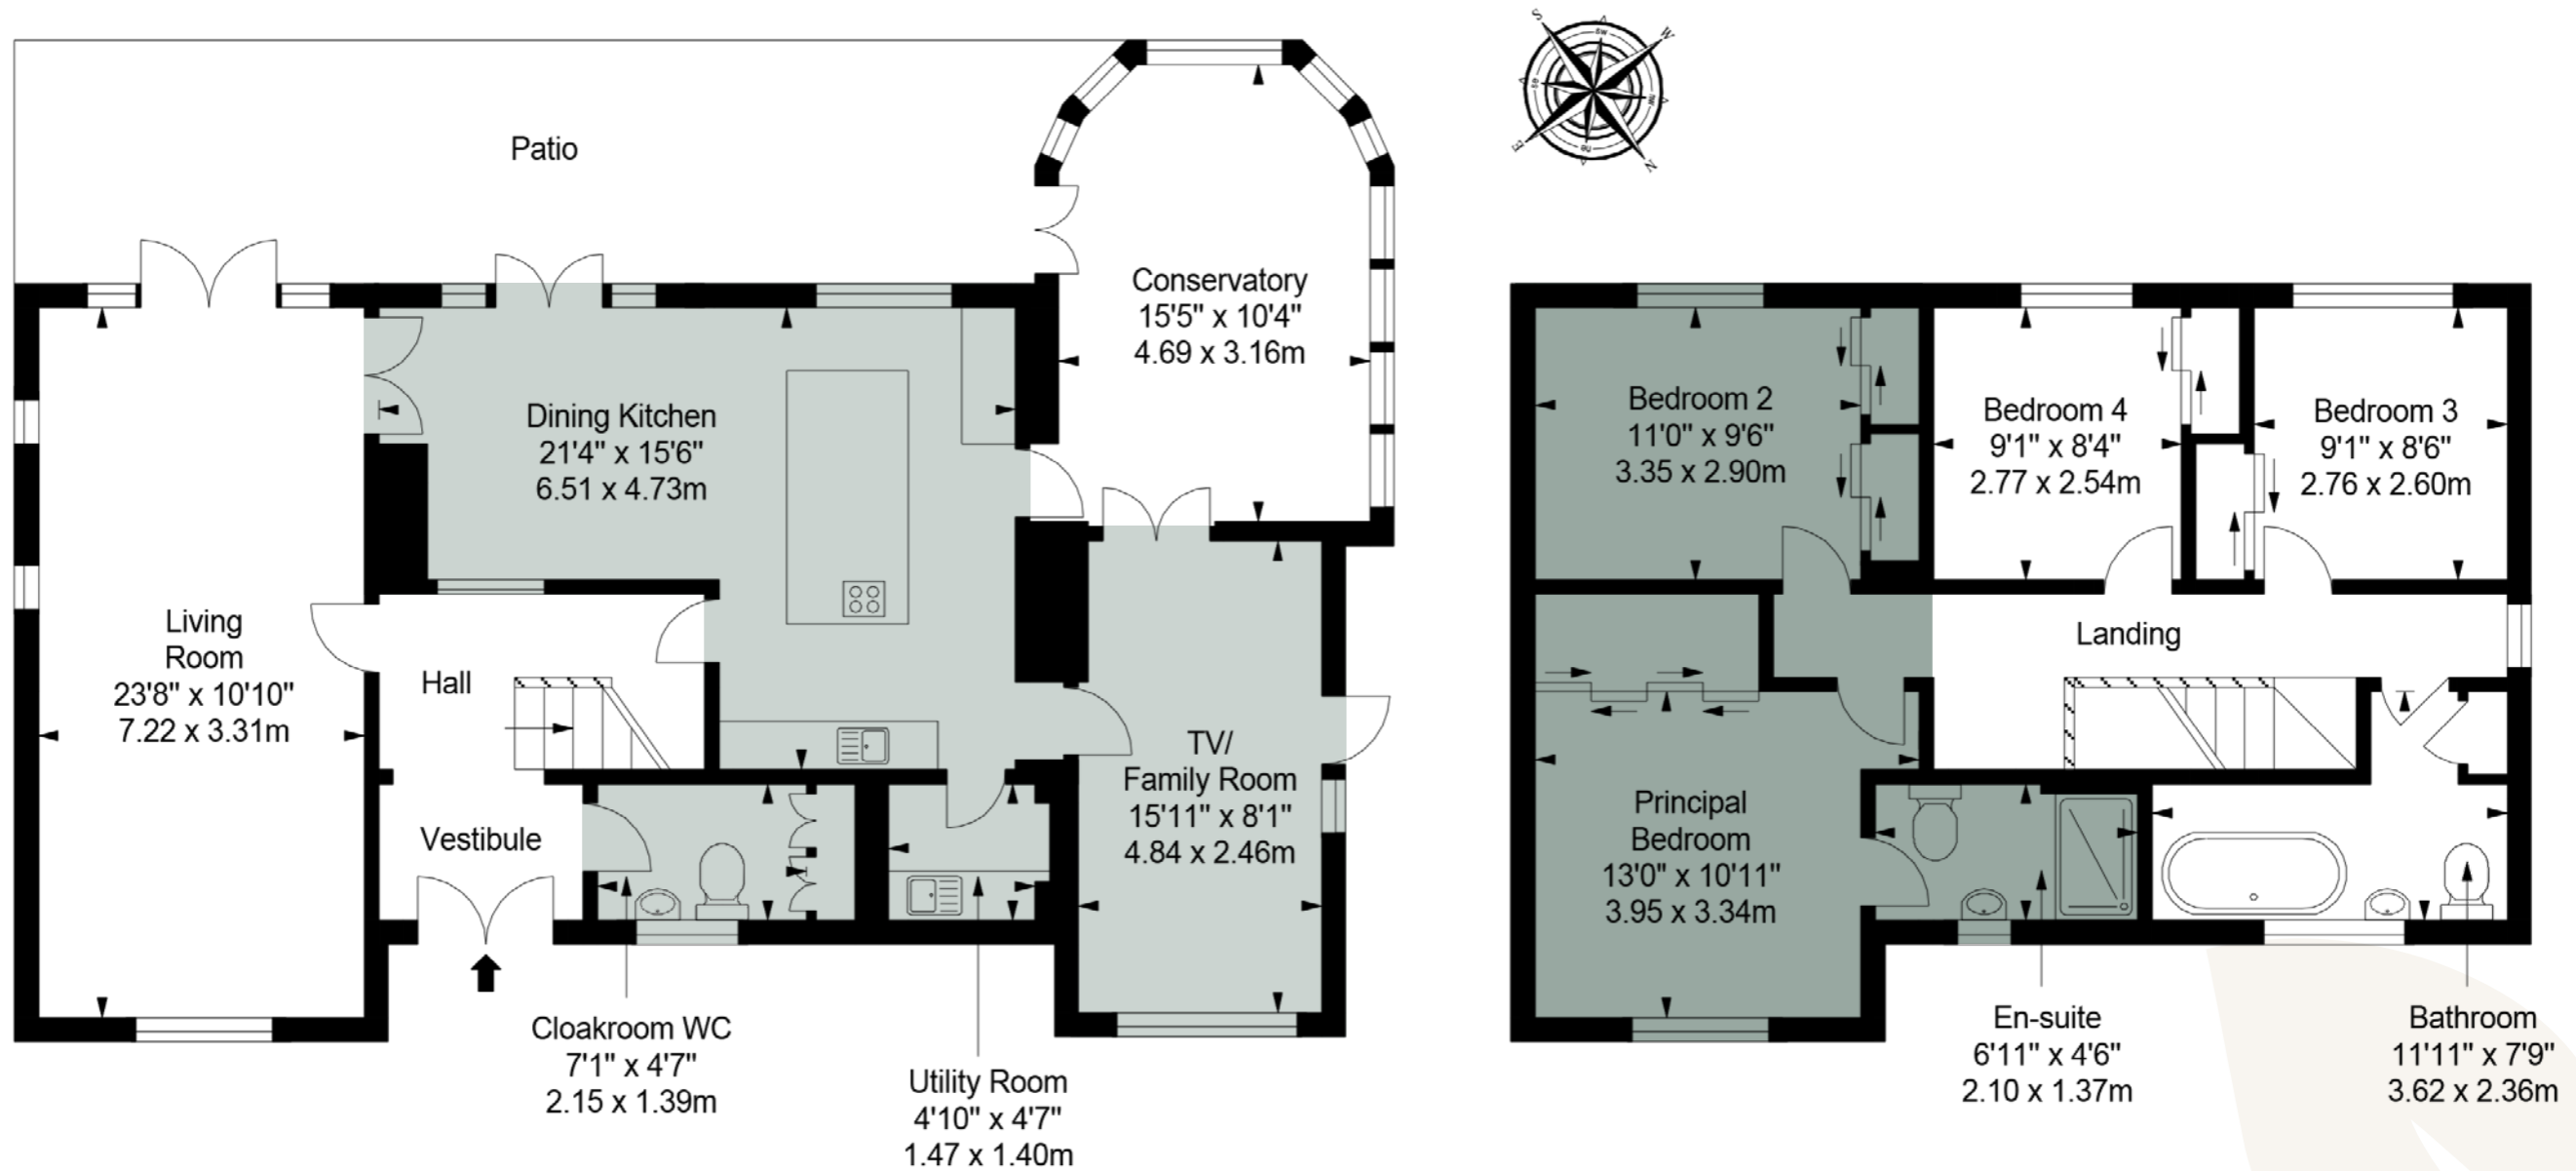 Patio
S
W
E
N
Conservatory
15'5" x 10'4"
4.69 x 3.16m
Dining Kitchen
21'4" x 15'6"
6.51 x 4.73m
Living
Room
23'8" x 10'10"
7.22 x 3.31m
Hall
Vestibule
TV/
Family Room
15'11" x 8'1"
4.84 x 2.46m
Cloakroom WC
7'1" x 4'7"
2.15 x 1.39m
Utility Room
4'10" x 4'7"
1.47 x 1.40m
Bedroom 2
11'0" x 9'6"
3.35 x 2.90m
Bedroom 4
9'1" x 8'4"
2.77 x 2.54m
Bedroom 3
9'1" x 8'6"
2.76 x 2.60m
Landing
Principal
Bedroom
13'0" x 10'11"
3.95 x 3.34m
En-suite
6'11" x 4'6"
2.10 x 1.37m
Bathroom
11'11" x 7'9"
3.62 x 2.36m